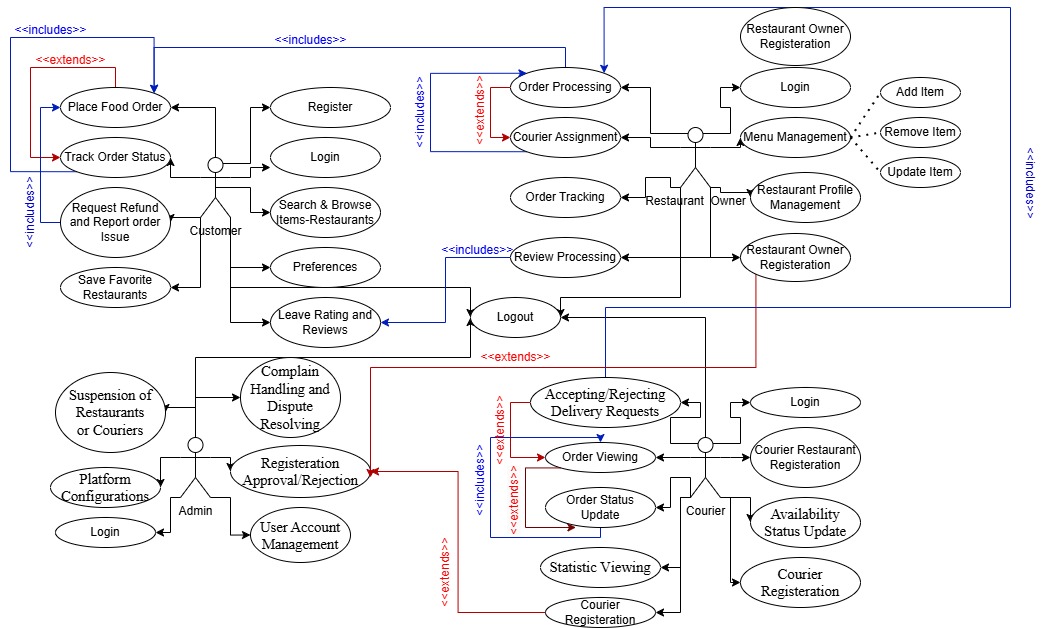 <<includes>>
<<extends>>
Place Food Order
Track Order Status
<<includes>>
Request Refund
and Report order
Issue
Save Favorite
Restaurants
Customer
Register
Login
Search & Browse
Items-Restaurants
Preferences
Leave Rating and
Reviews
<<includes>>
<<includes>>
<<extends>>
Order Processing
Courier Assignment
Order Tracking
Review Processing
<<includes>>
Restaurant Owner
Restaurant Owner
Registeration
Login
Menu Management
Add Item
Remove Item
Update Item
Restaurant Profile
Management
Restaurant Owner
Registeration
<<includes>>
Logout
<<extends>>
Suspension of
Restaurants
or Couriers
Complain
Handling and
Dispute
Resolving
Platform
Configurations
Registeration
Approval/Rejection
Login
Admin
User Account
Management
<<extends>>
Accepting/Rejecting
Delivery Requests
<<extends>>
<<includes>>
Order Viewing
<<extends>>
Order Status
Update
Statistic Viewing
Courier
Registeration
Courier
Login
Courier Restaurant
Registeration
Availability
Status Update
Courier
Registeration